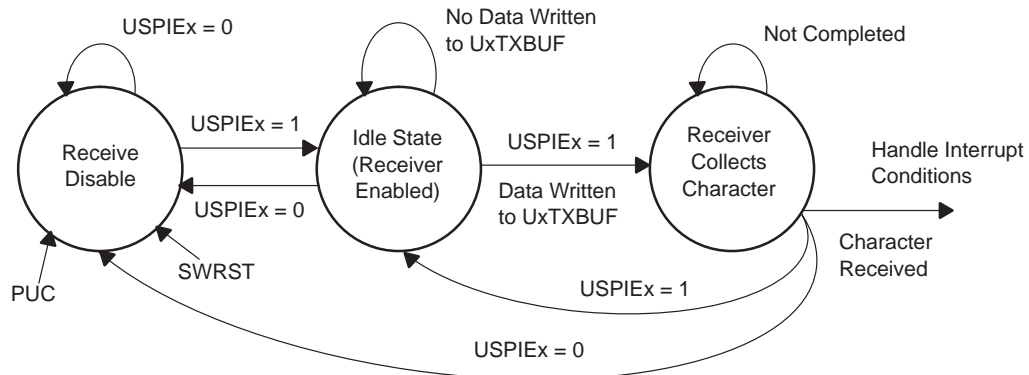 USPIEx = 0
No Data Written
to UxTXBUF
Not Completed
USPIEx = 1
Receive
Disable
Idle State
(Receiver
Enabled)
USPIEx = 1
Receiver
Collects
Character
Handle Interrupt
Conditions
USPIEx = 0
Data Written
to UxTXBUF
Character
Received
PUC
SWRST
USPIEx = 1
USPIEx = 0